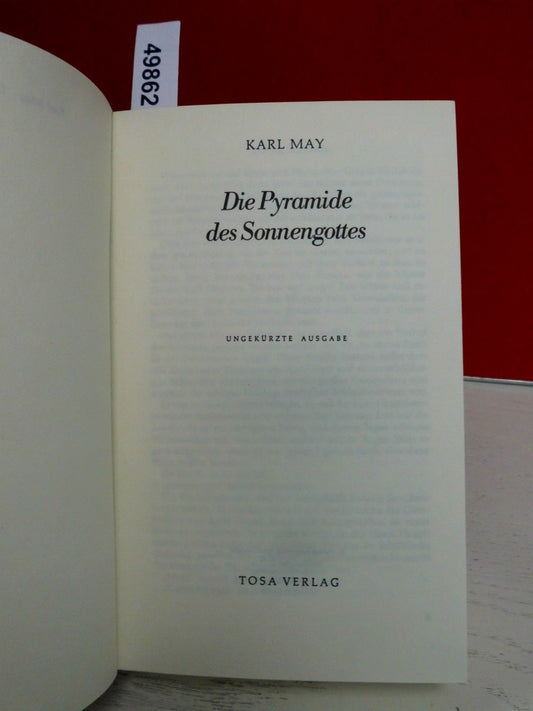 49862
KARL MAY
Die Pyramide
des Sonnengottes
UNGEKÜRZTE AUSGABE
TOSA VERLAG